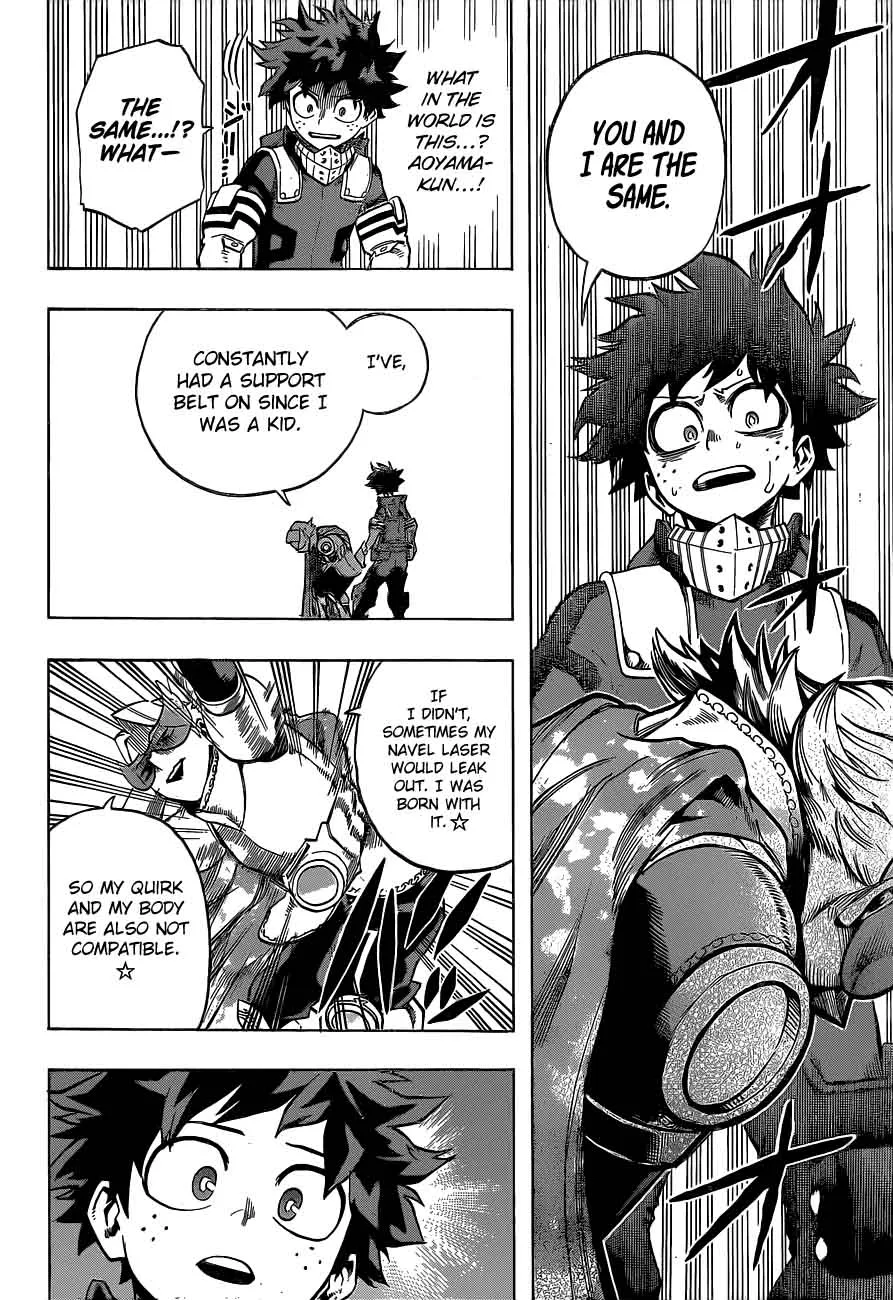 YOU AND
I ARE THE
SAME.
WHAT
IN THE
WORLD IS
THIS...?
AOYAMA-
KUN...!
THE
SAME...!?
WHAT—
I'VE,
CONSTANTLY
HAD A SUPPORT
BELT ON SINCE I
WAS A KID.
IF
I DIDN'T,
SOMETIMES MY
NAVEL LASER
WOULD LEAK
OUT. I WAS
BORN WITH
IT.☆
SO MY QUIRK
AND MY BODY
ARE ALSO NOT
COMPATIBLE.
☆